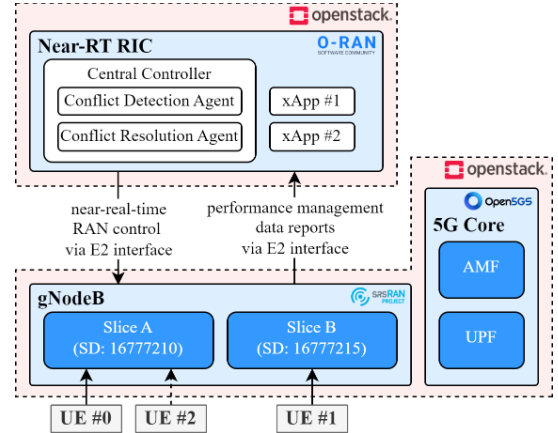 openstack.
Near-RT RIC
O-RAN
SOFTWARE COMMUNITY
Central Controller
Conflict Detection Agent
Conflict Resolution Agent
xApp #1
xApp #2
near-real-time
RAN control
via E2 interface
performance management
data reports
via E2 interface
openstack.
Open5GS
5G Core
AMF
UPF
gNodeB
srsRAN
PROJECT
Slice A
(SD: 16777210)
Slice B
(SD: 16777215)
UE #0
UE #2
UE #1